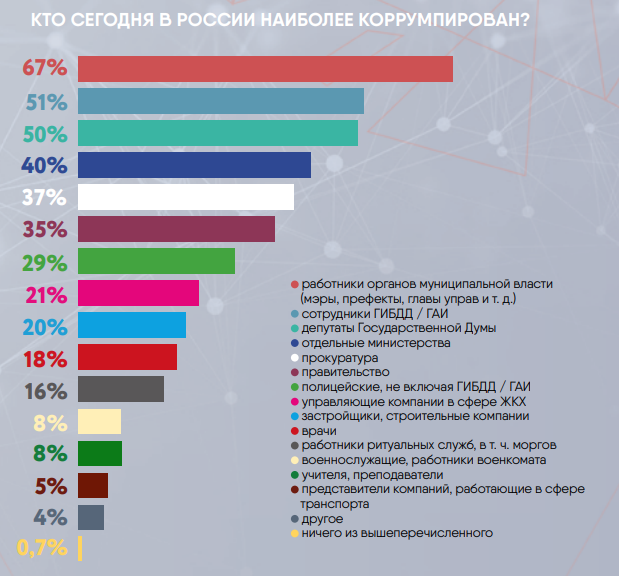 КТО СЕГОДНЯ В РОССИИ НАИБОЛЕЕ КОРРУМПИРОВАН?
67%
51%
50%
40%
37%
35%
29%
21%
20%
18%
16%
8%
8%
5%
4%
0,7%
работники органов муниципальной власти
(мэры, префекты, главы управ и т. д.)
сотрудники ГИБДД / ГАИ
депутаты Государственной Думы
отдельные министерства
прокуратура
правительство
полицейские, не включая ГИБДД / ГАИ
управляющие компании в сфере ЖКХ
застройщики, строительные компании
врачи
работники ритуальных служб, в т. ч. моргов
военнослужащие, работники военкомата
учителя, преподаватели
представители компаний, работающие в сфере
транспорта
другое
ничего из вышеперечисленного